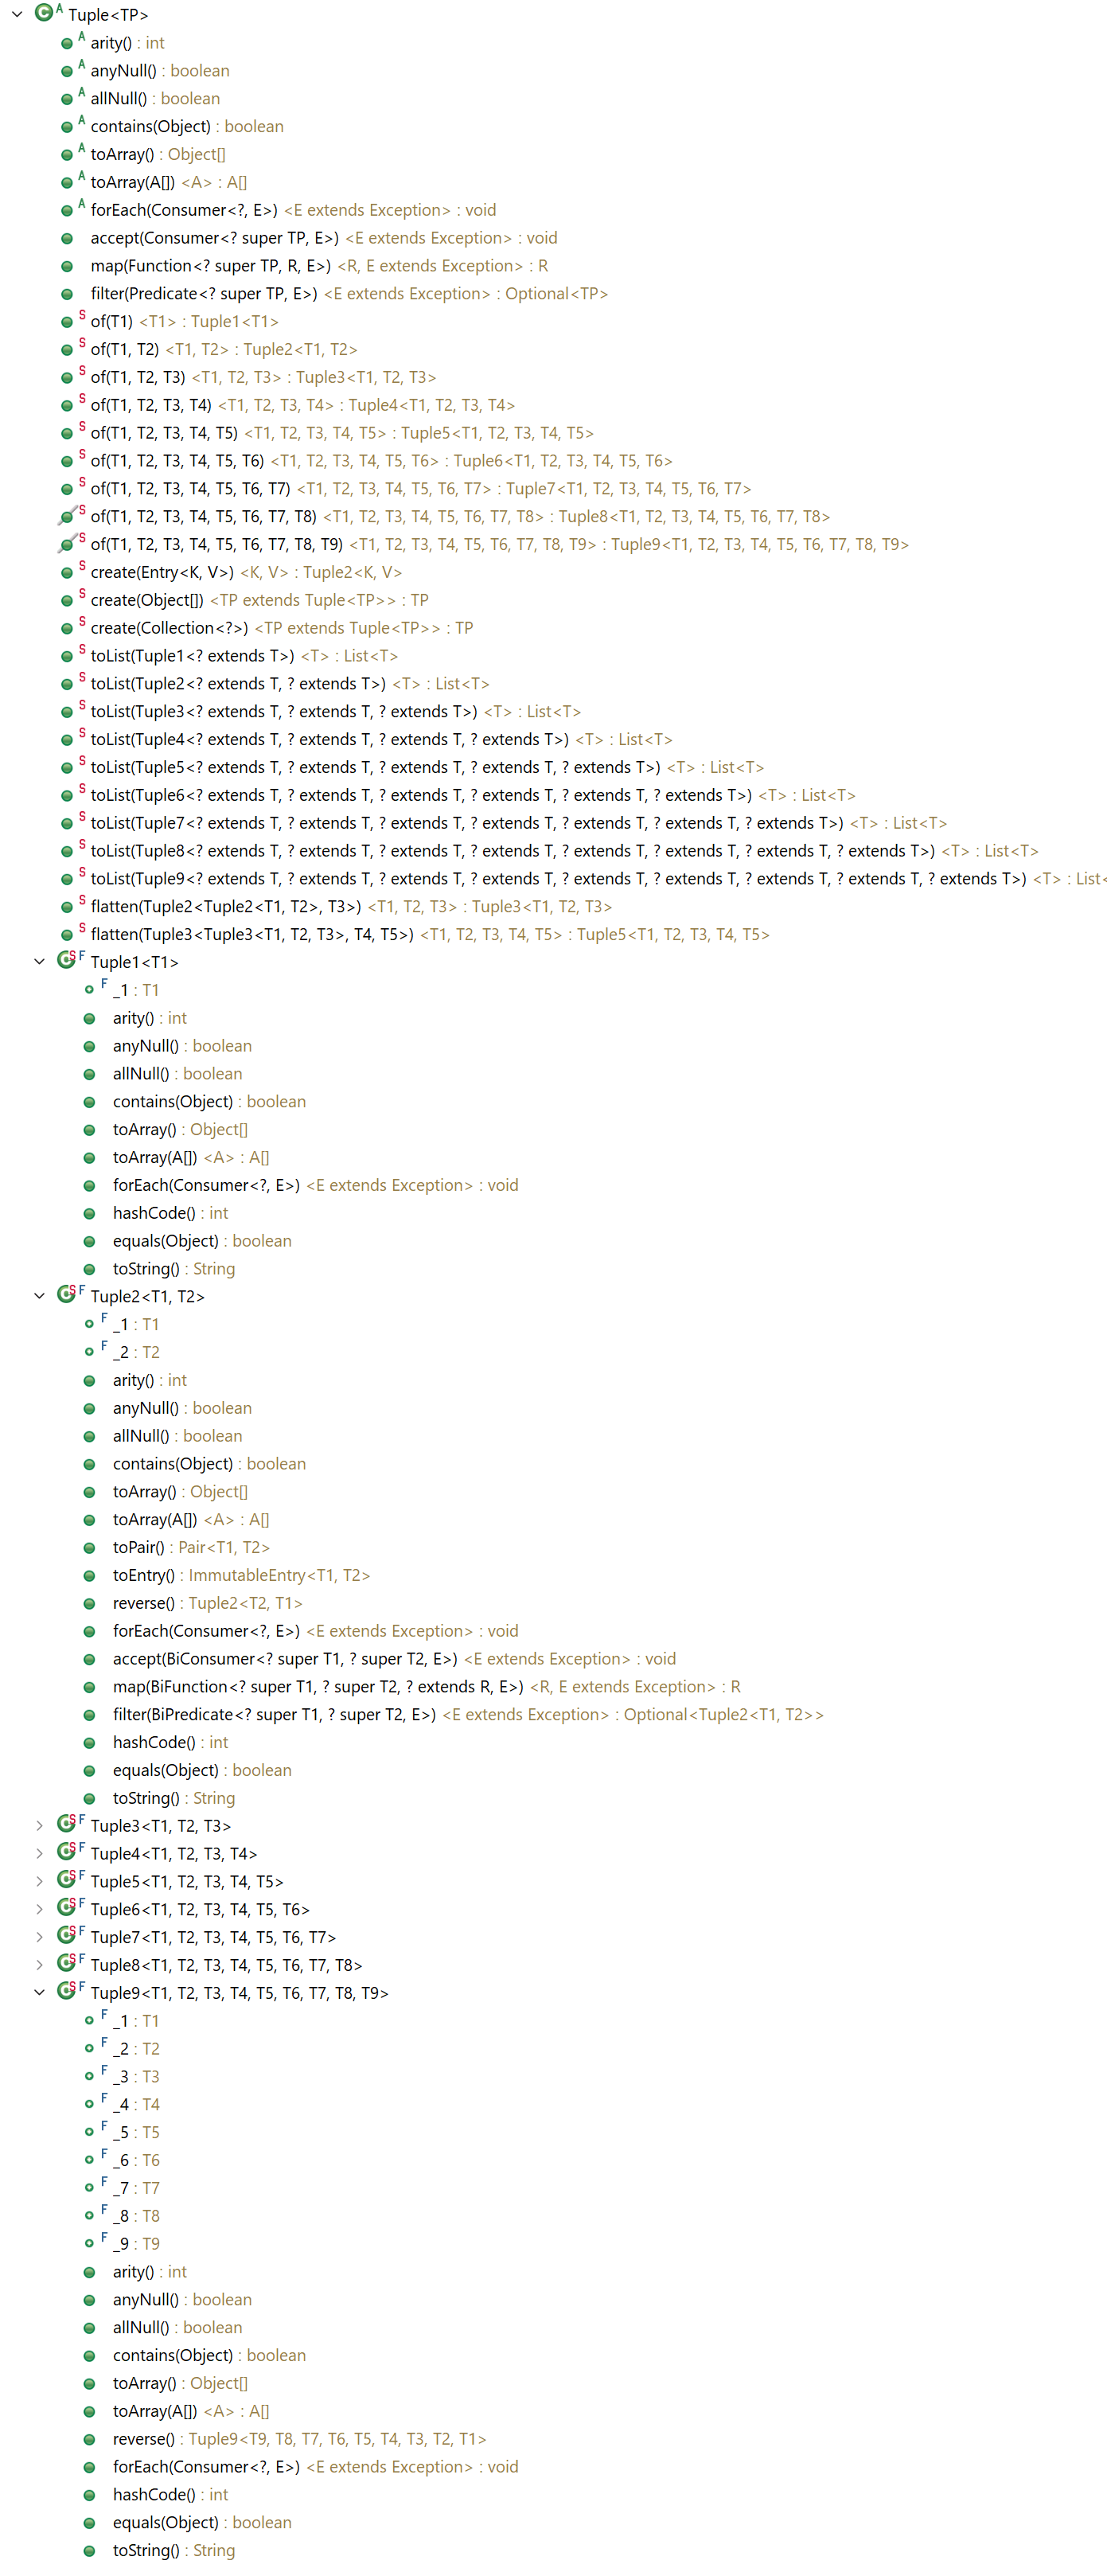 Tuple<TP>
A arity() : int
A anyNull() : boolean
A allNull() : boolean
A contains(Object) : boolean
A toArray() : Object[]
A toArray(A[]) <A> : A[]
A forEach(Consumer<?, E>) <E extends Exception> : void
accept(Consumer<? super TP, E>) <E extends Exception> : void
map(Function<? super TP, R, E>) <R, E extends Exception> : R
filter(Predicate<? super TP, E>) <E extends Exception> : Optional<TP>
S of(T1) <T1> : Tuple1<T1>
S of(T1, T2) <T1, T2> : Tuple2<T1, T2>
S of(T1, T2, T3) <T1, T2, T3> : Tuple3<T1, T2, T3>
S of(T1, T2, T3, T4) <T1, T2, T3, T4> : Tuple4<T1, T2, T3, T4>
S of(T1, T2, T3, T4, T5) <T1, T2, T3, T4, T5> : Tuple5<T1, T2, T3, T4, T5>
S of(T1, T2, T3, T4, T5, T6) <T1, T2, T3, T4, T5, T6> : Tuple6<T1, T2, T3, T4, T5, T6>
S of(T1, T2, T3, T4, T5, T6, T7) <T1, T2, T3, T4, T5, T6, T7> : Tuple7<T1, T2, T3, T4, T5, T6, T7>
S of(T1, T2, T3, T4, T5, T6, T7, T8) <T1, T2, T3, T4, T5, T6, T7, T8> : Tuple8<T1, T2, T3, T4, T5, T6, T7, T8>
S of(T1, T2, T3, T4, T5, T6, T7, T8, T9) <T1, T2, T3, T4, T5, T6, T7, T8, T9> : Tuple9<T1, T2, T3, T4, T5, T6, T7, T8, T9>
S create(Entry<K, V>) <K, V> : Tuple2<K, V>
S create(Object[]) <TP extends Tuple<TP>> : TP
S create(Collection<?>) <TP extends Tuple<TP>> : TP
S toList(Tuple1<? extends T>) <T> : List<T>
S toList(Tuple2<? extends T, ? extends T>) <T> : List<T>
S toList(Tuple3<? extends T, ? extends T, ? extends T>) <T> : List<T>
S toList(Tuple4<? extends T, ? extends T, ? extends T, ? extends T>) <T> : List<T>
S toList(Tuple5<? extends T, ? extends T, ? extends T, ? extends T, ? extends T>) <T> : List<T>
S toList(Tuple6<? extends T, ? extends T, ? extends T, ? extends T, ? extends T, ? extends T>) <T> : List<T>
S toList(Tuple7<? extends T, ? extends T, ? extends T, ? extends T, ? extends T, ? extends T, ? extends T>) <T> : List<T>
S toList(Tuple8<? extends T, ? extends T, ? extends T, ? extends T, ? extends T, ? extends T, ? extends T, ? extends T>) <T> : List<T>
S toList(Tuple9<? extends T, ? extends T, ? extends T, ? extends T, ? extends T, ? extends T, ? extends T, ? extends T, ? extends T>) <T> : List<
S flatten(Tuple2<Tuple2<T1, T2>, T3>) <T1, T2, T3> : Tuple3<T1, T2, T3>
S flatten(Tuple3<Tuple3<T1, T2, T3>, T4, T5>) <T1, T2, T3, T4, T5> : Tuple5<T1, T2, T3, T4, T5>
Tuple1<T1>
F _1 : T1
arity() : int
anyNull() : boolean
allNull() : boolean
contains(Object) : boolean
toArray() : Object[]
toArray(A[]) <A> : A[]
forEach(Consumer<?, E>) <E extends Exception> : void
hashCode() : int
equals(Object) : boolean
toString() : String
Tuple2<T1, T2>
F _1 : T1
F _2 : T2
arity() : int
anyNull() : boolean
allNull() : boolean
contains(Object) : boolean
toArray() : Object[]
toArray(A[]) <A> : A[]
toPair() : Pair<T1, T2>
toEntry() : ImmutableEntry<T1, T2>
reverse() : Tuple2<T2, T1>
forEach(Consumer<?, E>) <E extends Exception> : void
accept(BiConsumer<? super T1, ? super T2, E>) <E extends Exception> : void
map(BiFunction<? super T1, ? super T2, ? extends R, E>) <R, E extends Exception> : R
filter(BiPredicate<? super T1, ? super T2, E>) <E extends Exception> : Optional<Tuple2<T1, T2>>
hashCode() : int
equals(Object) : boolean
toString() : String
Tuple3<T1, T2, T3>
Tuple4<T1, T2, T3, T4>
Tuple5<T1, T2, T3, T4, T5>
Tuple6<T1, T2, T3, T4, T5, T6>
Tuple7<T1, T2, T3, T4, T5, T6, T7>
Tuple8<T1, T2, T3, T4, T5, T6, T7, T8>
Tuple9<T1, T2, T3, T4, T5, T6, T7, T8, T9>
F _1 : T1
F _2 : T2
F _3 : T3
F _4 : T4
F _5 : T5
F _6 : T6
F _7 : T7
F _8 : T8
F _9 : T9
arity() : int
anyNull() : boolean
allNull() : boolean
contains(Object) : boolean
toArray() : Object[]
toArray(A[]) <A> : A[]
reverse() : Tuple9<T9, T8, T7, T6, T5, T4, T3, T2, T1>
forEach(Consumer<?, E>) <E extends Exception> : void
hashCode() : int
equals(Object) : boolean
toString() : String